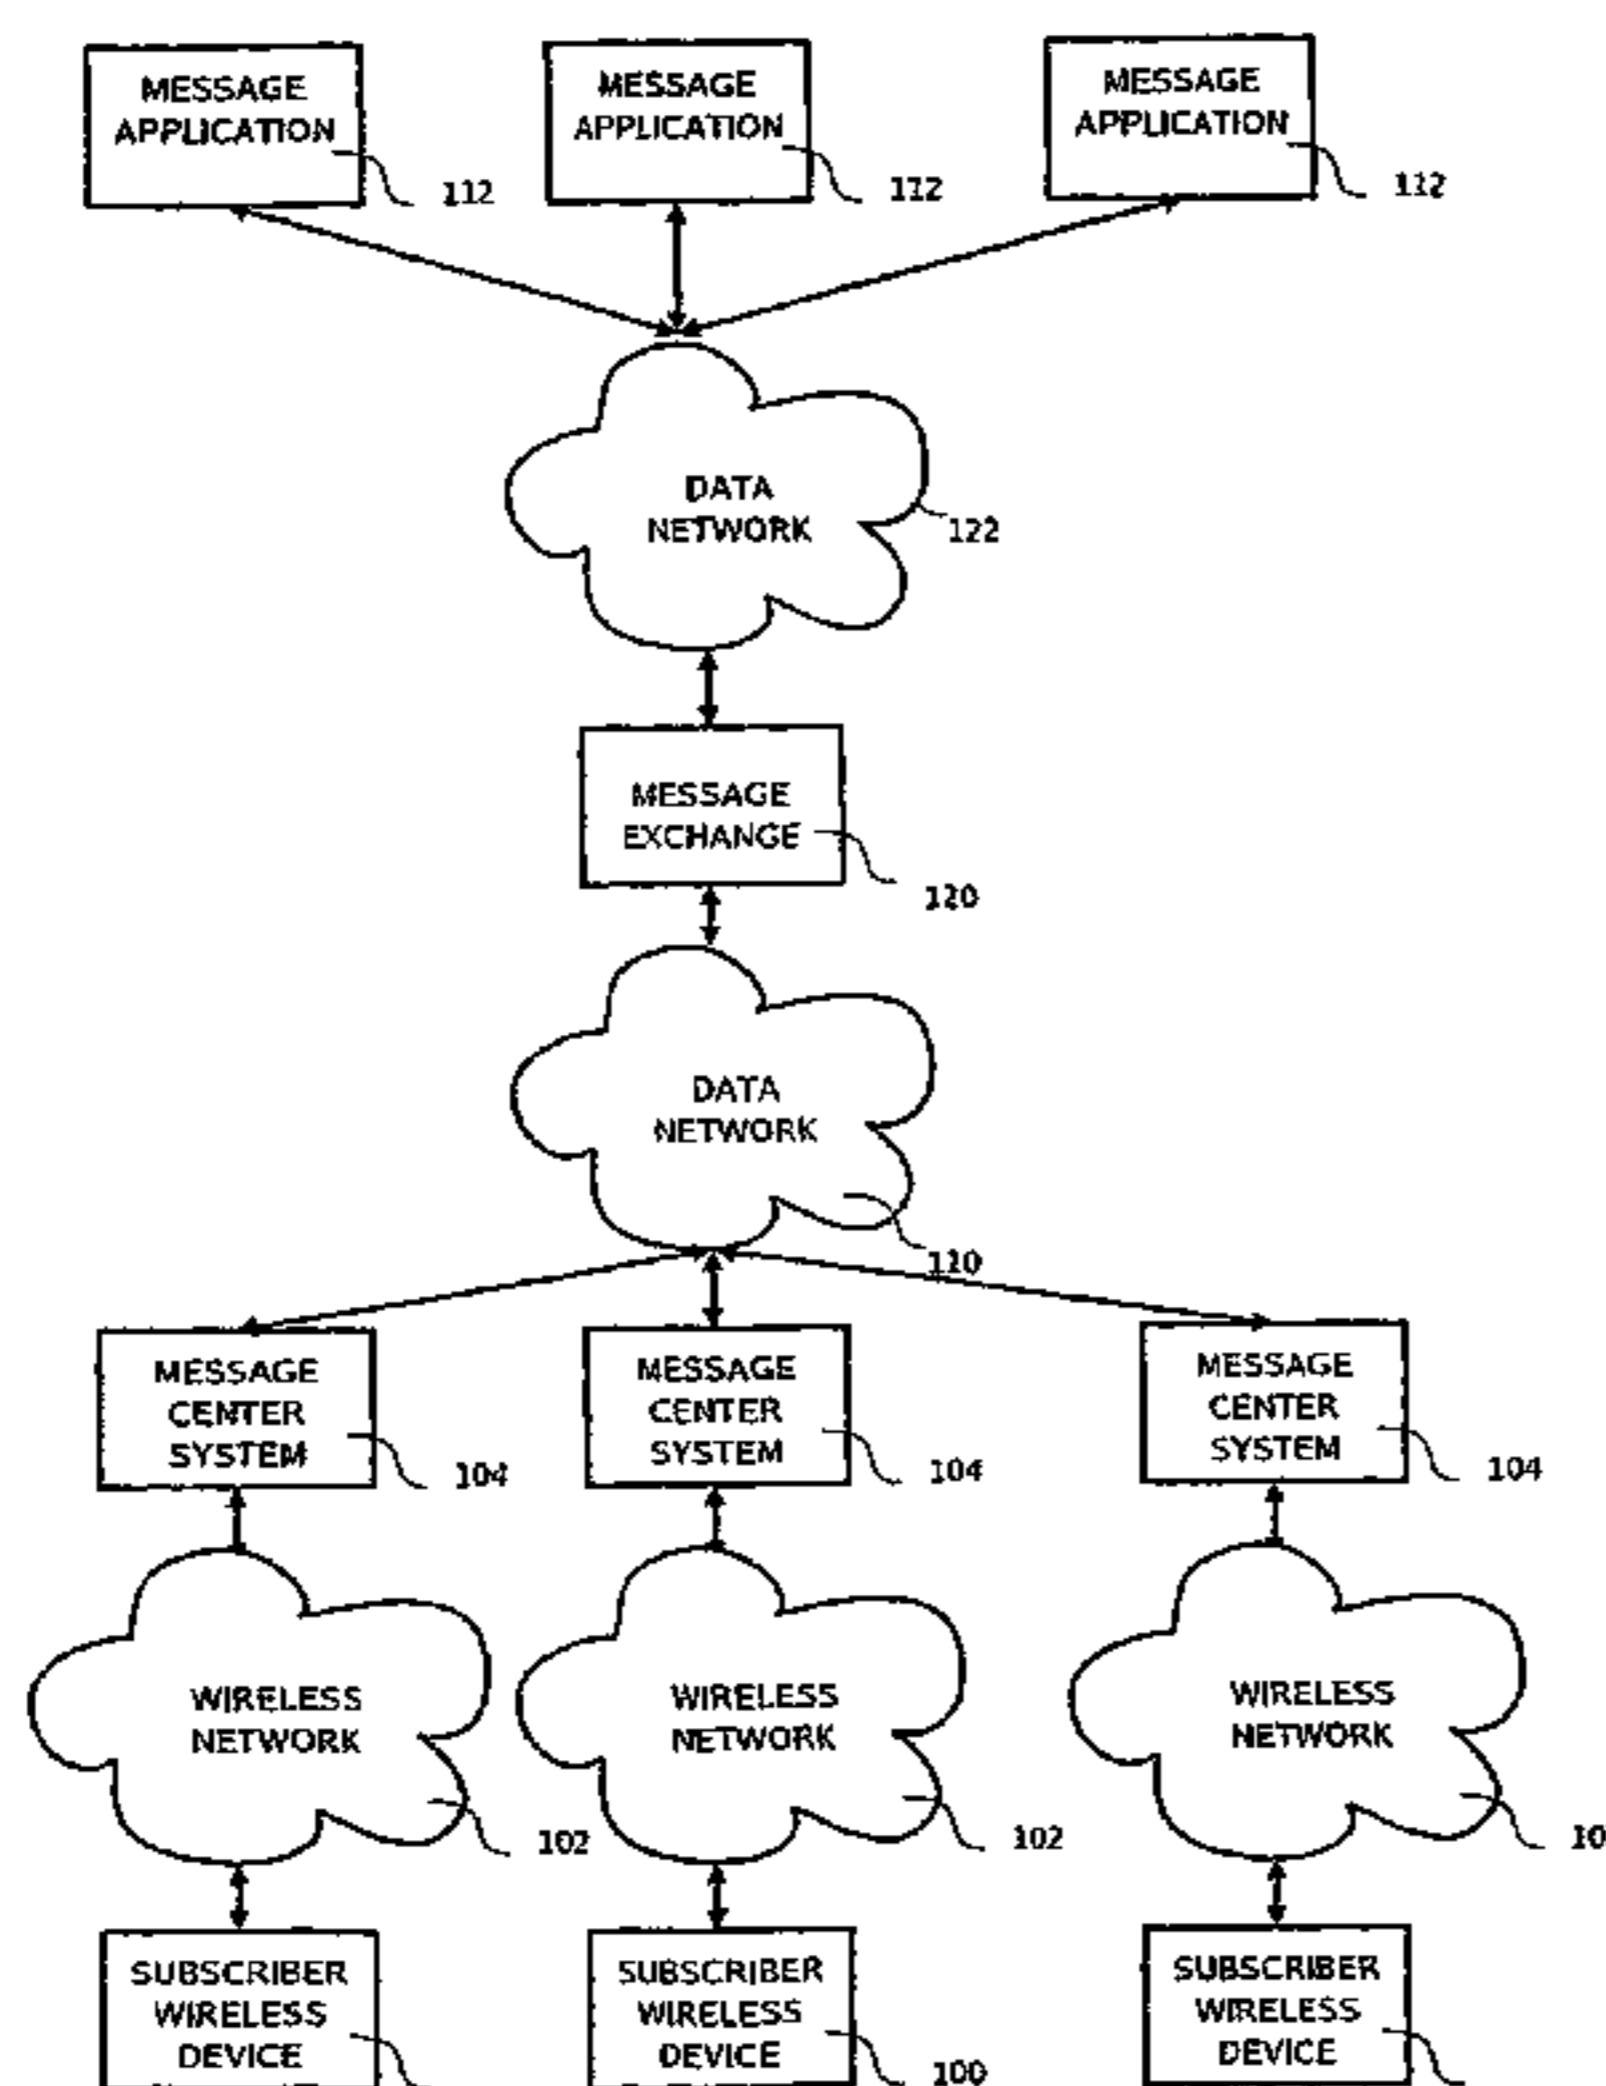 MESSAGE
APPLICATION
112
MESSAGE
APPLICATION
112
MESSAGE
APPLICATION
112
DATA
NETWORK
122
MESSAGE
EXCHANGE
120
DATA
NETWORK
110
MESSAGE
CENTER
SYSTEM
104
MESSAGE
CENTER
SYSTEM
104
MESSAGE
CENTER
SYSTEM
104
WIRELESS
NETWORK
102
WIRELESS
NETWORK
102
WIRELESS
NETWORK
10
SUBSCRIBER
WIRELESS
DEVICE
SUBSCRIBER
WIRELESS
DEVICE
100
SUBSCRIBER
WIRELESS
DEVICE